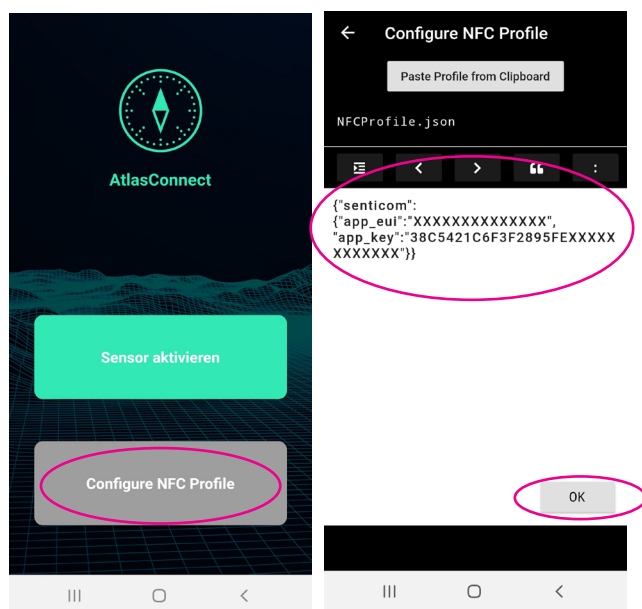 AtlasConnect
Sensor aktivieren
Configure NFC Profile
Configure NFC Profile
Paste Profile from Clipboard
NFCProfile.json
{"senticom":
{"app_eui":"XXXXXXXXXXXXXX",
"app_key":"38C5421C6F3F2895FEXXXXX
XXXXXXX"}}
OK